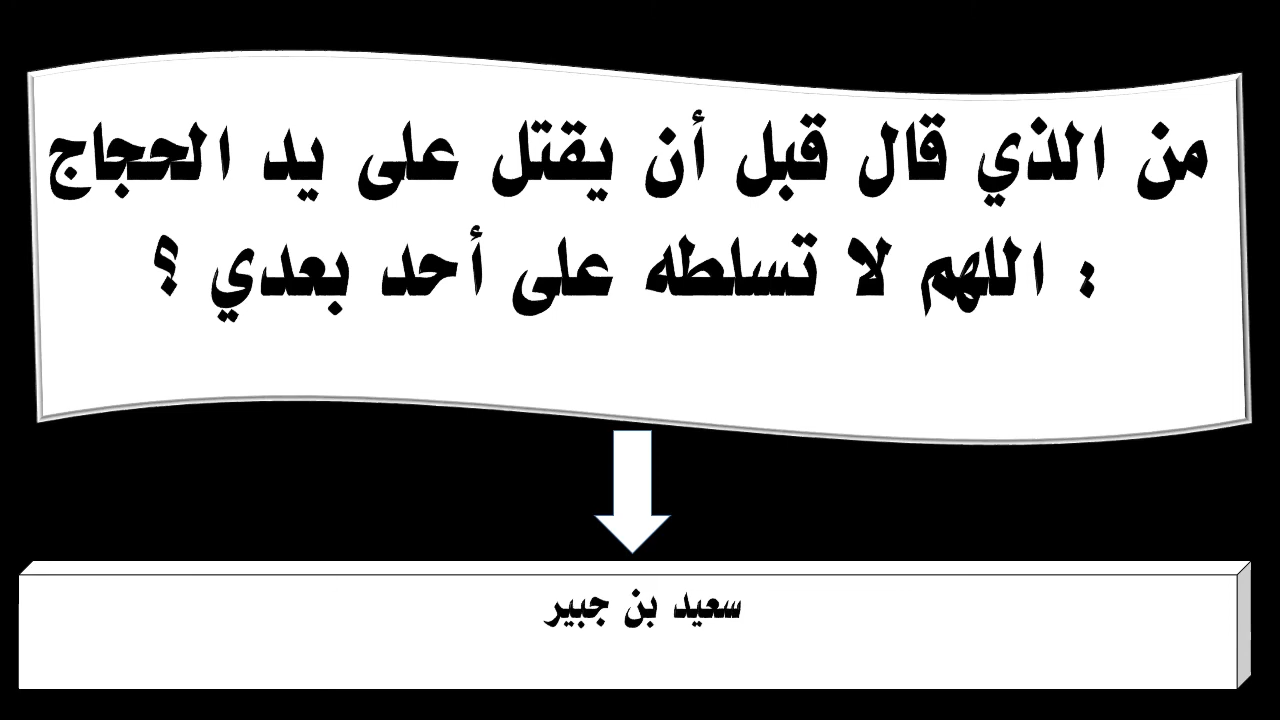 من الذي قال قبل أن يقتل على يد الحجاج
: اللهم لا تسلطه على أحد بعدي ؟
سعيد بن جبير